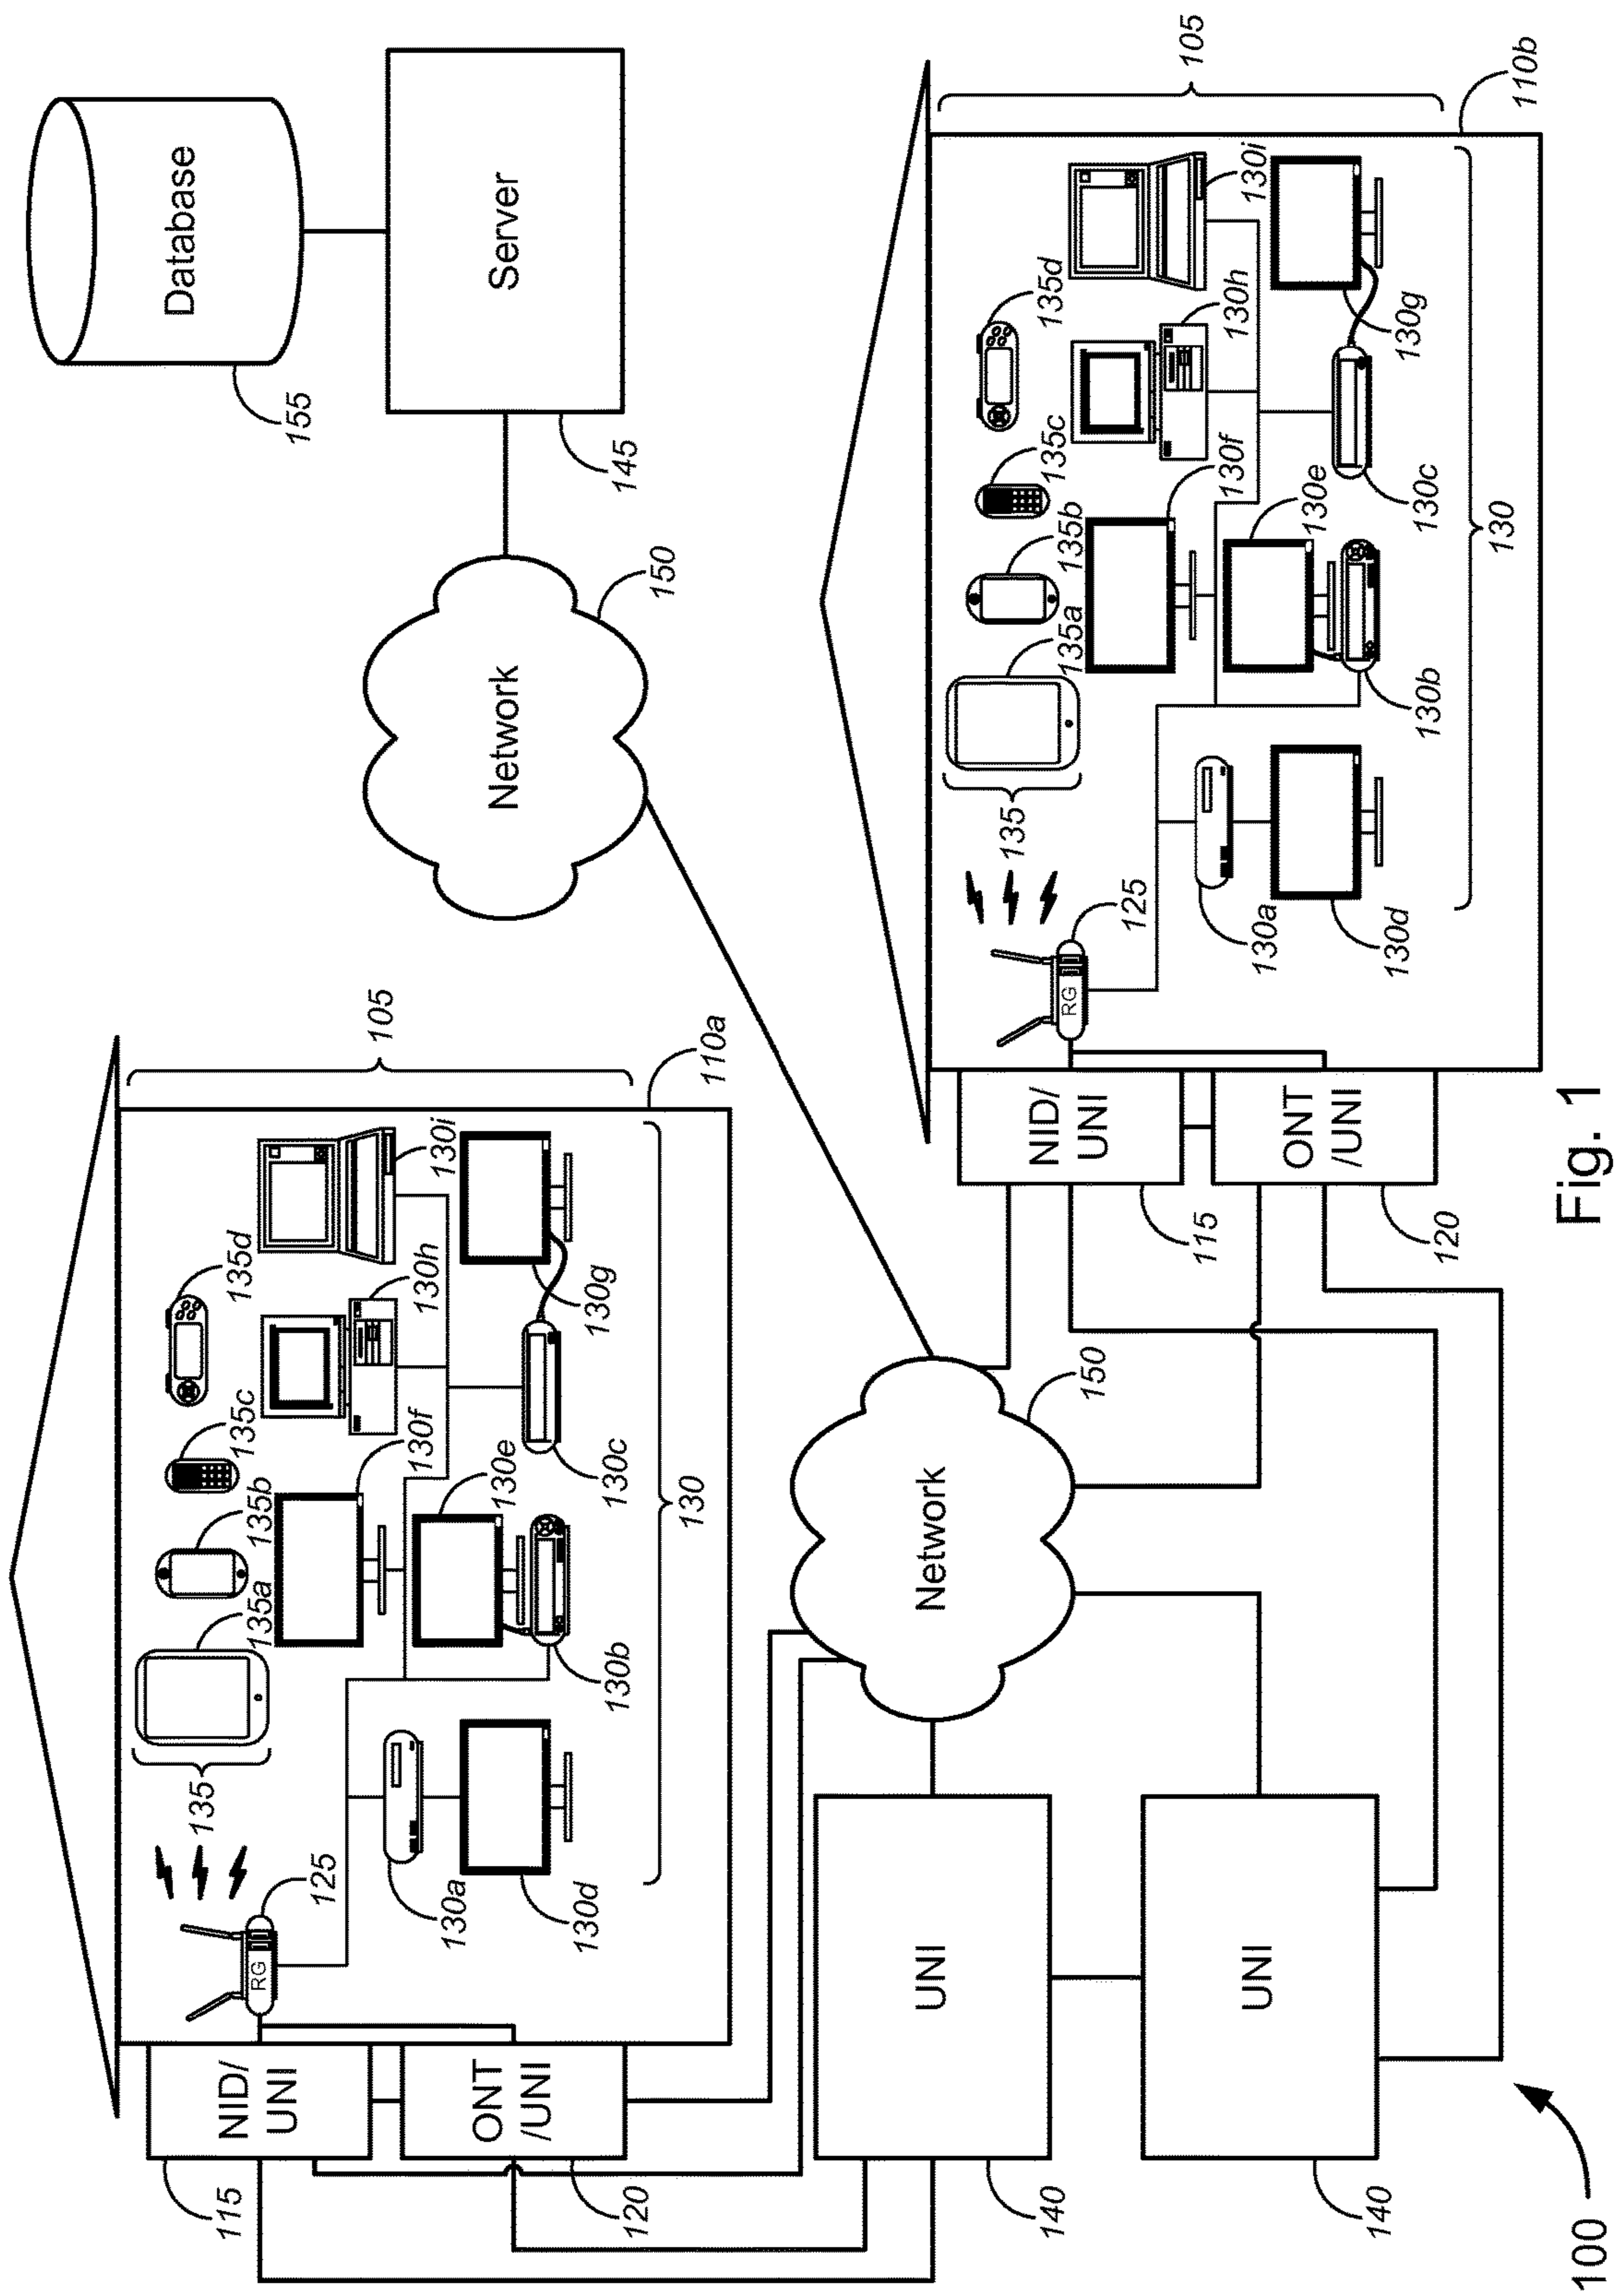 115
NID/
UNI
120
ONT
/UNI
RG
125
135
135a
135b
135c
135d
130a
130d
130b
130e
130f
130c
130h
130g
130i
130
105
110a
Database
155
Server
145
Network
150
Network
150
UNI
140
UNI
140
NID/
UNI
115
ONT
/UNI
120
RG
125
135
135a
135b
135c
135d
130a
130d
130b
130e
130f
130c
130h
130g
130i
130
105
110b
100
Fig. 1